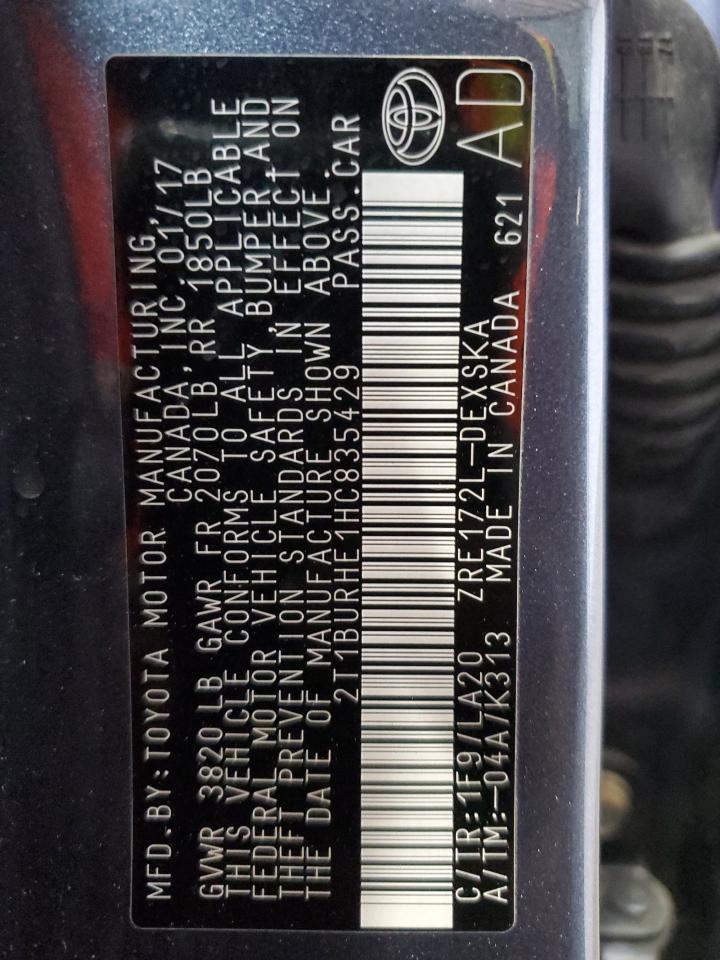 MFD.BY:TOYOTA MOTOR MANUFACTURING,
CANADA, INC. 01/17
GVWR 3820 LB GAWR FR 2070LB, RR 1850LB
THIS VEHICLE CONFORMS TO ALL APPLICABLE
FEDERAL MOTOR VEHICLE SAFETY, BUMPER, AND
THEFT PREVENTION STANDARDS IN EFFECT ON
THE DATE OF MANUFACTURE SHOWN ABOVE.
2T1BURHE1HC835429 PASS.CAR
C/TR:1F9/LA20 ZRE172L-DEXSKA
A/TM:-04A/K313 MADE IN CANADA 621 AD